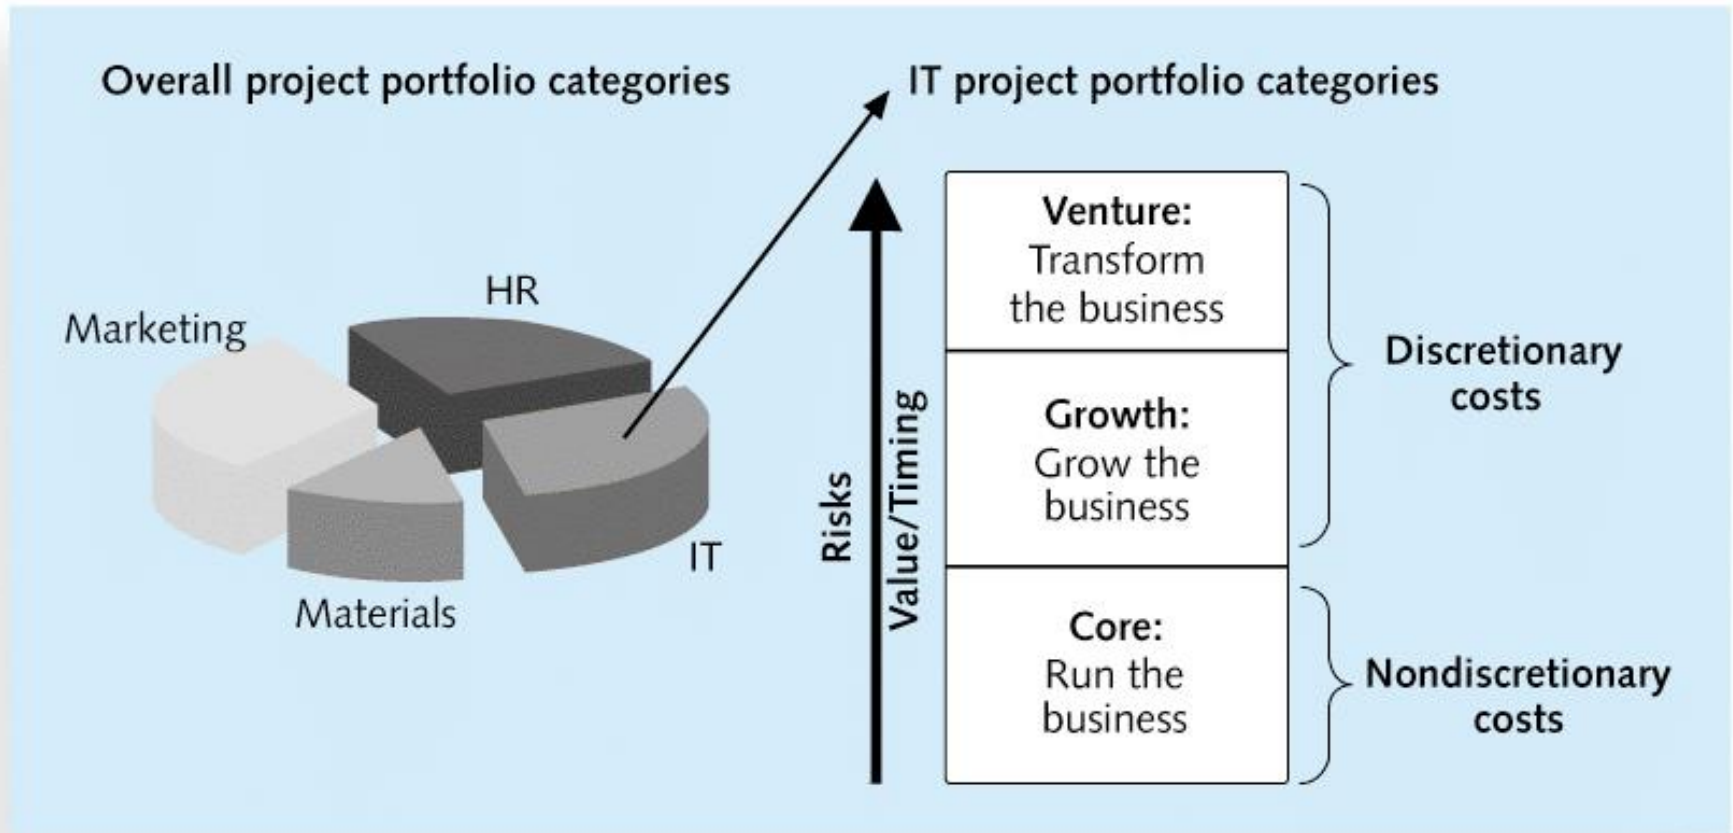 Overall project portfolio categories
IT project portfolio categories
Marketing
HR
IT
Materials
Risks
Value/Timing
Venture:
Transform
the business
Growth:
Grow the
business
Core:
Run the
business
Discretionary
costs
Nondiscretionary
costs